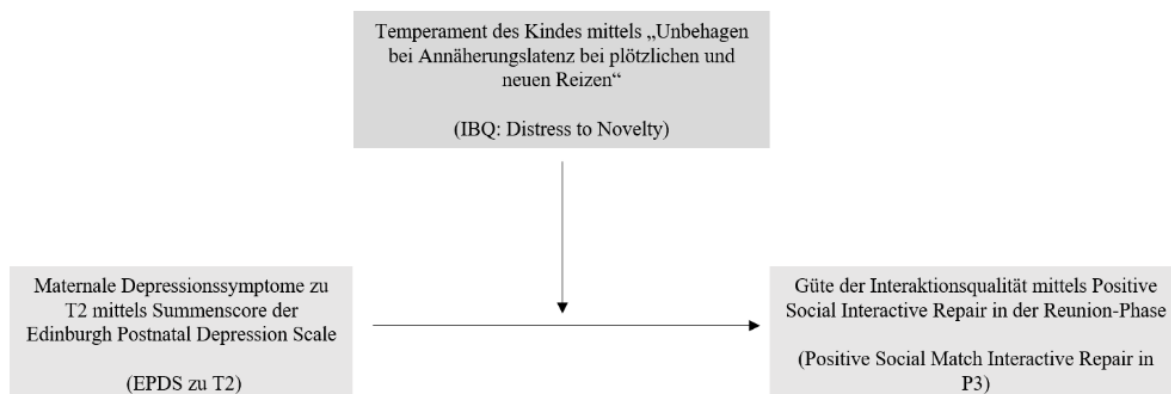 Temperament des Kindes mittels „Unbehagen
bei Annäherungslatenz bei plötzlichen und
neuen Reizen“
(IBQ: Distress to Novelty)
Maternale Depressionssymptome zu
T2 mittels Summenscore der
Edinburgh Postnatal Depression Scale
(EPDS zu T2)
Güte der Interaktionsqualität mittels Positive
Social Interactive Repair in der Reunion-Phase
(Positive Social Match Interactive Repair in
P3)